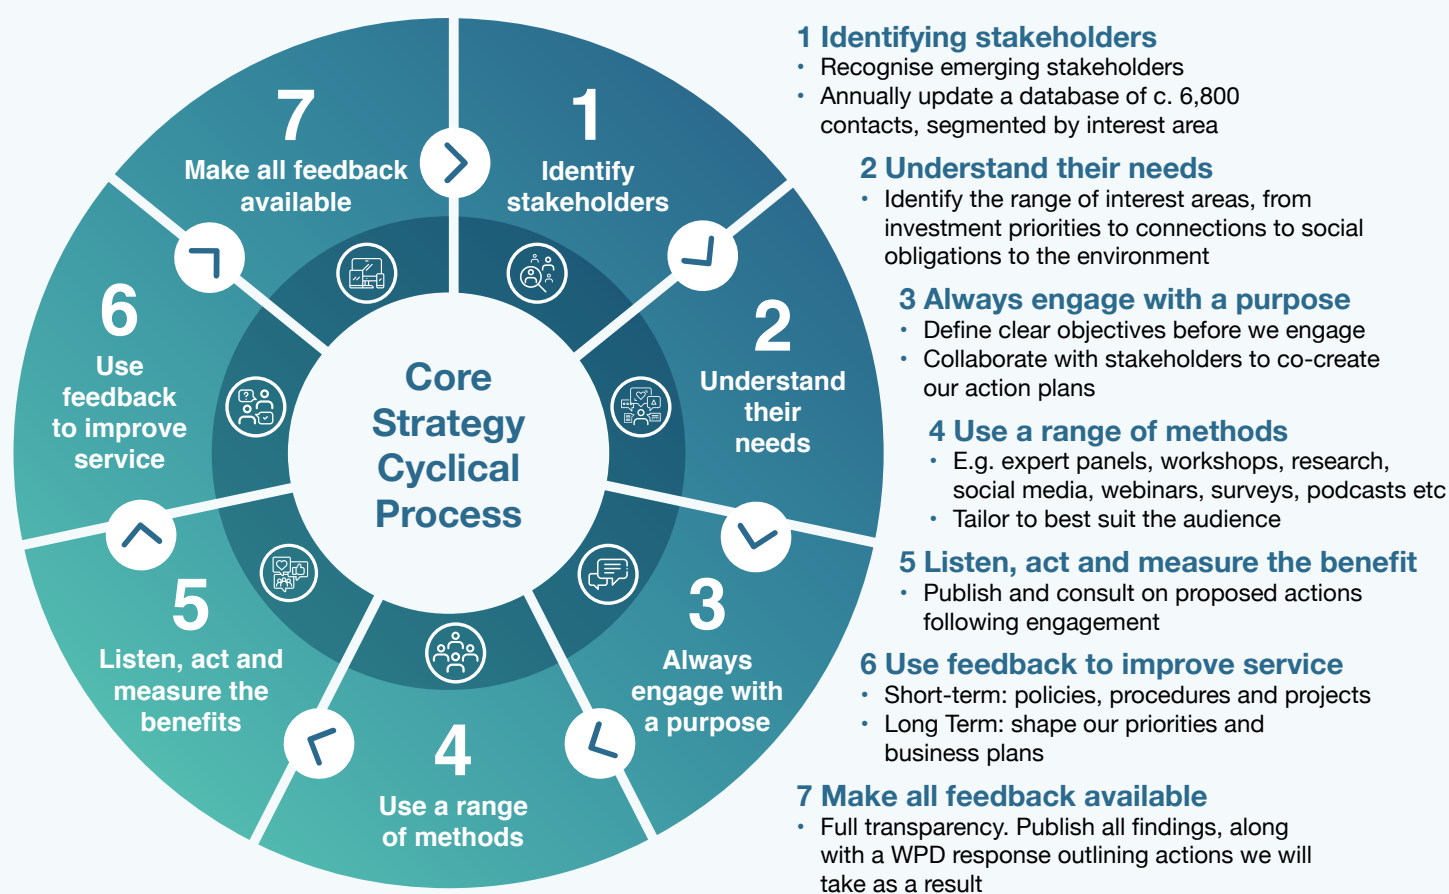 7
Make all feedback
available
1
Identify
stakeholders
2
Understand
their
needs
3
Always
engage with
a purpose
4
Use a range
of methods
5
Listen, act and
measure the
benefits
6
Use
feedback
to improve
service
Core
Strategy
Cyclical
Process
1 Identifying stakeholders
• Recognise emerging stakeholders
• Annually update a database of c. 6,800
contacts, segmented by interest area
2 Understand their needs
• Identify the range of interest areas, from
investment priorities to connections to social
obligations to the environment
3 Always engage with a purpose
• Define clear objectives before we engage
• Collaborate with stakeholders to co-create
our action plans
4 Use a range of methods
• E.g. expert panels, workshops, research,
social media, webinars, surveys, podcasts etc
• Tailor to best suit the audience
5 Listen, act and measure the benefit
• Publish and consult on proposed actions
following engagement
6 Use feedback to improve service
• Short-term: policies, procedures and projects
• Long Term: shape our priorities and
business plans
7 Make all feedback available
• Full transparency. Publish all findings, along
with a WPD response outlining actions we will
take as a result